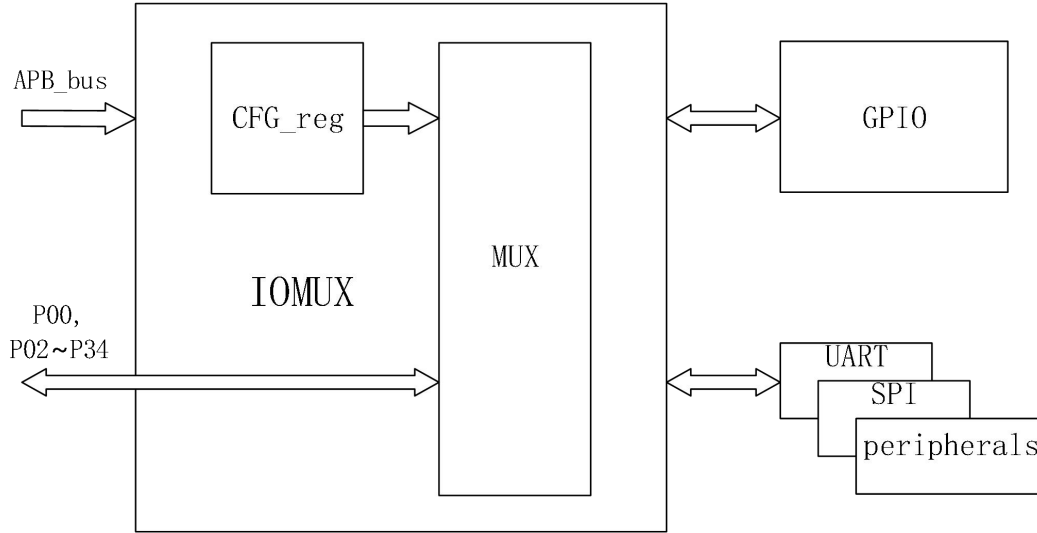 APB_bus
CFG_reg
GPIO
MUX
IOMUX
P00,
P02~P34
UART
SPI
peripherals